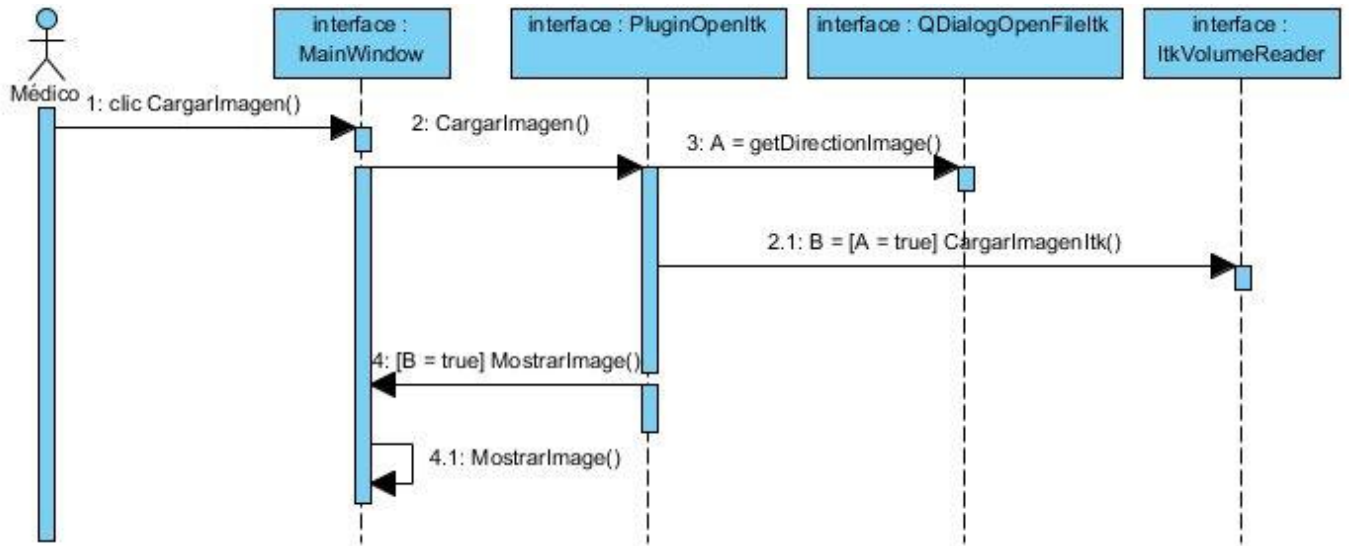 interface :
MainWindow
interface : PluginOpenItk
interface : QDialogOpenFileItk
interface :
ItkVolumeReader
Médico
1: clic CargarImagen()
2: CargarImagen()
3: A = getDirectionImage()
2.1: B = [A = true] CargarImagenItk()
4: [B = true] MostrarImage()
4.1: MostrarImage()